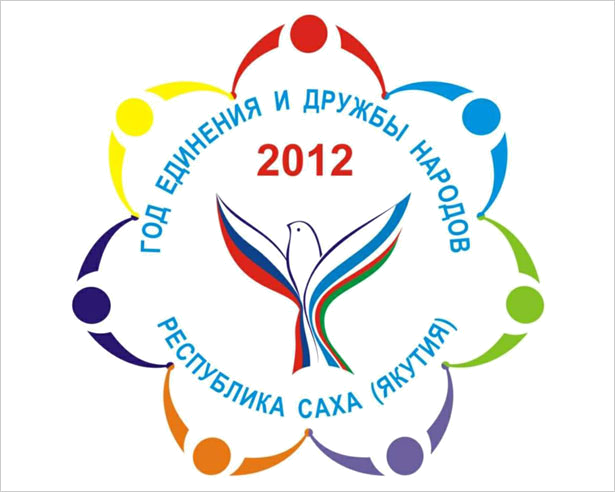 ГОД ЕДИНЕНИЯ И ДРУЖБЫ НАРОДОВ
2012
РЕСПУБЛИКА САХА (ЯКУТИЯ)